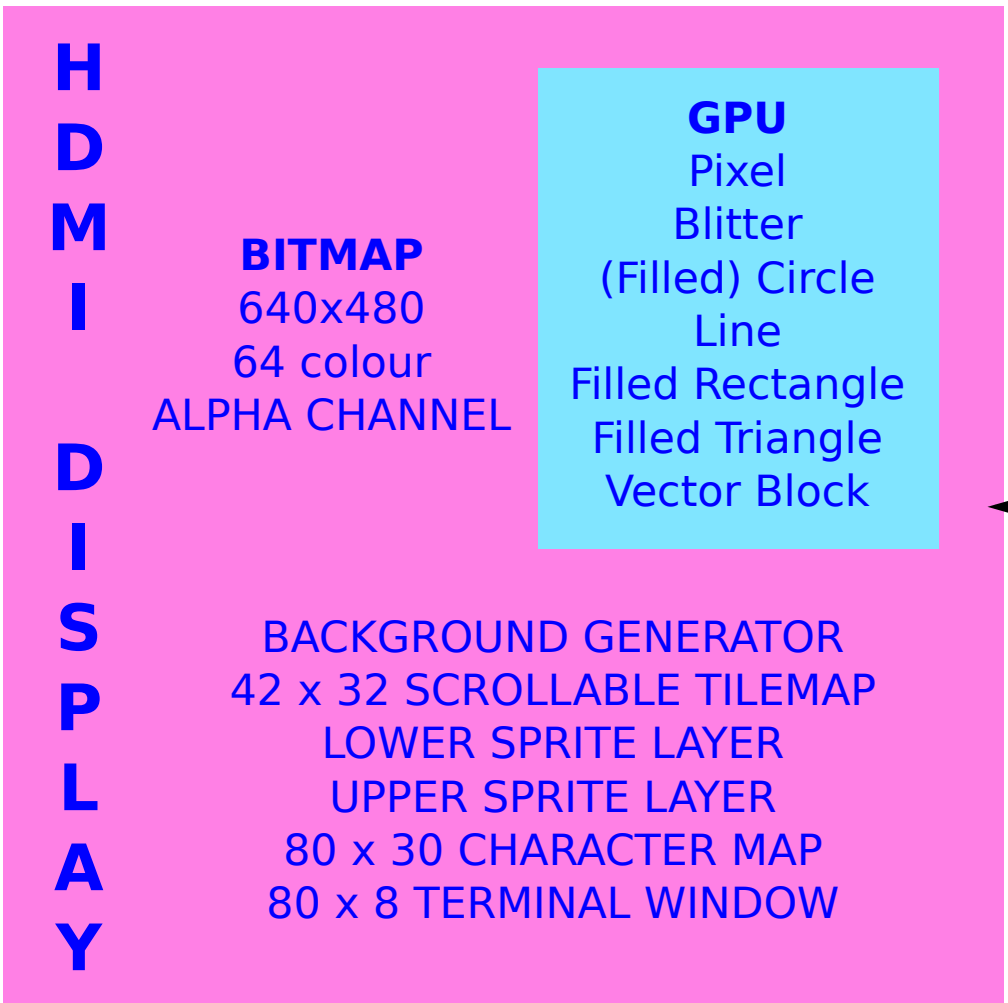 HDMI DISPLAY
BITMAP
640x480
64 colour
ALPHA CHANNEL
GPU
Pixel
Blitter
(Filled) Circle
Line
Filled Rectangle
Filled Triangle
Vector Block
BACKGROUND GENERATOR
42 x 32 SCROLLABLE TILEMAP
LOWER SPRITE LAYER
UPPER SPRITE LAYER
80 x 30 CHARACTER MAP
80 x 8 TERMINAL WINDOW